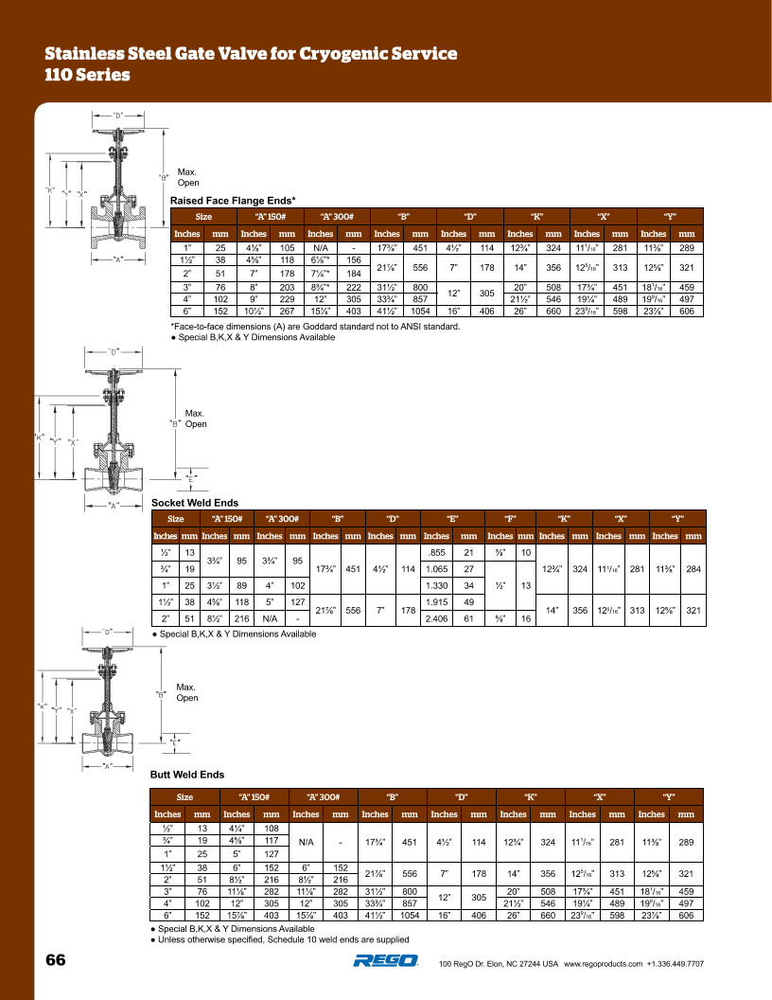 Stainless Steel Gate Valve for Cryogenic Service
110 Series
"D"
"B"
Max.
Open
"K" "Y" "X"
"A"
Raised Face Flange Ends*
Size "A" 150# "A" 300# "B" "D" "K" "X" "Y"
Inches mm Inches mm Inches mm Inches mm Inches mm Inches mm Inches mm Inches mm
1" 25 4⅛" 105 N/A - 17¾" 451 4½" 114 12¾" 324 11¹/₁₆" 281 11⅜" 289
1½" 38 4⅝" 118 6⅛"* 156 21⅞" 556 7" 178 14" 356 12⁵/₁₆" 313 12⅝" 321
2" 51 7" 178 7¼"* 184
3" 76 8" 203 8¾"* 222 31½" 800 12" 305 20" 508 17¾" 451 18¹/₁₆" 459
4" 102 9" 229 12" 305 33¾" 857 21½" 546 19¼" 489 19⁹/₁₆" 497
6" 152 10½" 267 15⅞" 403 41½" 1054 16" 406 26" 660 23⁹/₁₆" 598 23⅞" 606
*Face-to-face dimensions (A) are Goddard standard not to ANSI standard.
● Special B,K,X & Y Dimensions Available
"D"
Max.
"B" Open
"K" "Y" "X"
"E"
"A"
Socket Weld Ends
Size "A" 150# "A" 300# "B" "D" "E" "F" "K" "X" "Y"
Inches mm Inches mm Inches mm Inches mm Inches mm Inches mm Inches mm Inches mm Inches mm Inches mm
½" 13 3¾" 95 3¾" 95 17¾" 451 4½" 114 .855 21 ⅜" 10 12¾" 324 11¹/₁₆" 281 11⅜" 284
¾" 19 1.065 27 ½" 13
1" 25 3½" 89 4" 102 1.330 34
1½" 38 4⅝" 118 5" 127 21⅞" 556 7" 178 1.915 49 14" 356 12⁵/₁₆" 313 12⅝" 321
2" 51 8½" 216 N/A - 2.406 61 ⅝" 16
● Special B,K,X & Y Dimensions Available
"D"
Max.
"B" Open
"K" "Y" "X"
"E"
"A"
Butt Weld Ends
Size "A" 150# "A" 300# "B" "D" "K" "X" "Y"
Inches mm Inches mm Inches mm Inches mm Inches mm Inches mm Inches mm Inches mm
½" 13 4¼" 108 N/A - 17¾" 451 4½" 114 12¾" 324 11¹/₁₆" 281 11⅜" 289
¾" 19 4⅝" 117
1" 25 5" 127
1½" 38 6" 152 6" 152 21⅞" 556 7" 178 14" 356 12⁵/₁₆" 313 12⅝" 321
2" 51 8½" 216 8½" 216
3" 76 11⅛" 282 11⅛" 282 31½" 800 12" 305 20" 508 17¾" 451 18¹/₁₆" 459
4" 102 12" 305 12" 305 33¾" 857 21½" 546 19¼" 489 19⁹/₁₆" 497
6" 152 15⅞" 403 15⅞" 403 41½" 1054 16" 406 26" 660 23⁹/₁₆" 598 23⅞" 606
● Special B,K,X & Y Dimensions Available
● Unless otherwise specified, Schedule 10 weld ends are supplied
66 REGO 100 RegO Dr. Elon, NC 27244 USA www.regoproducts.com +1.336.449.7707